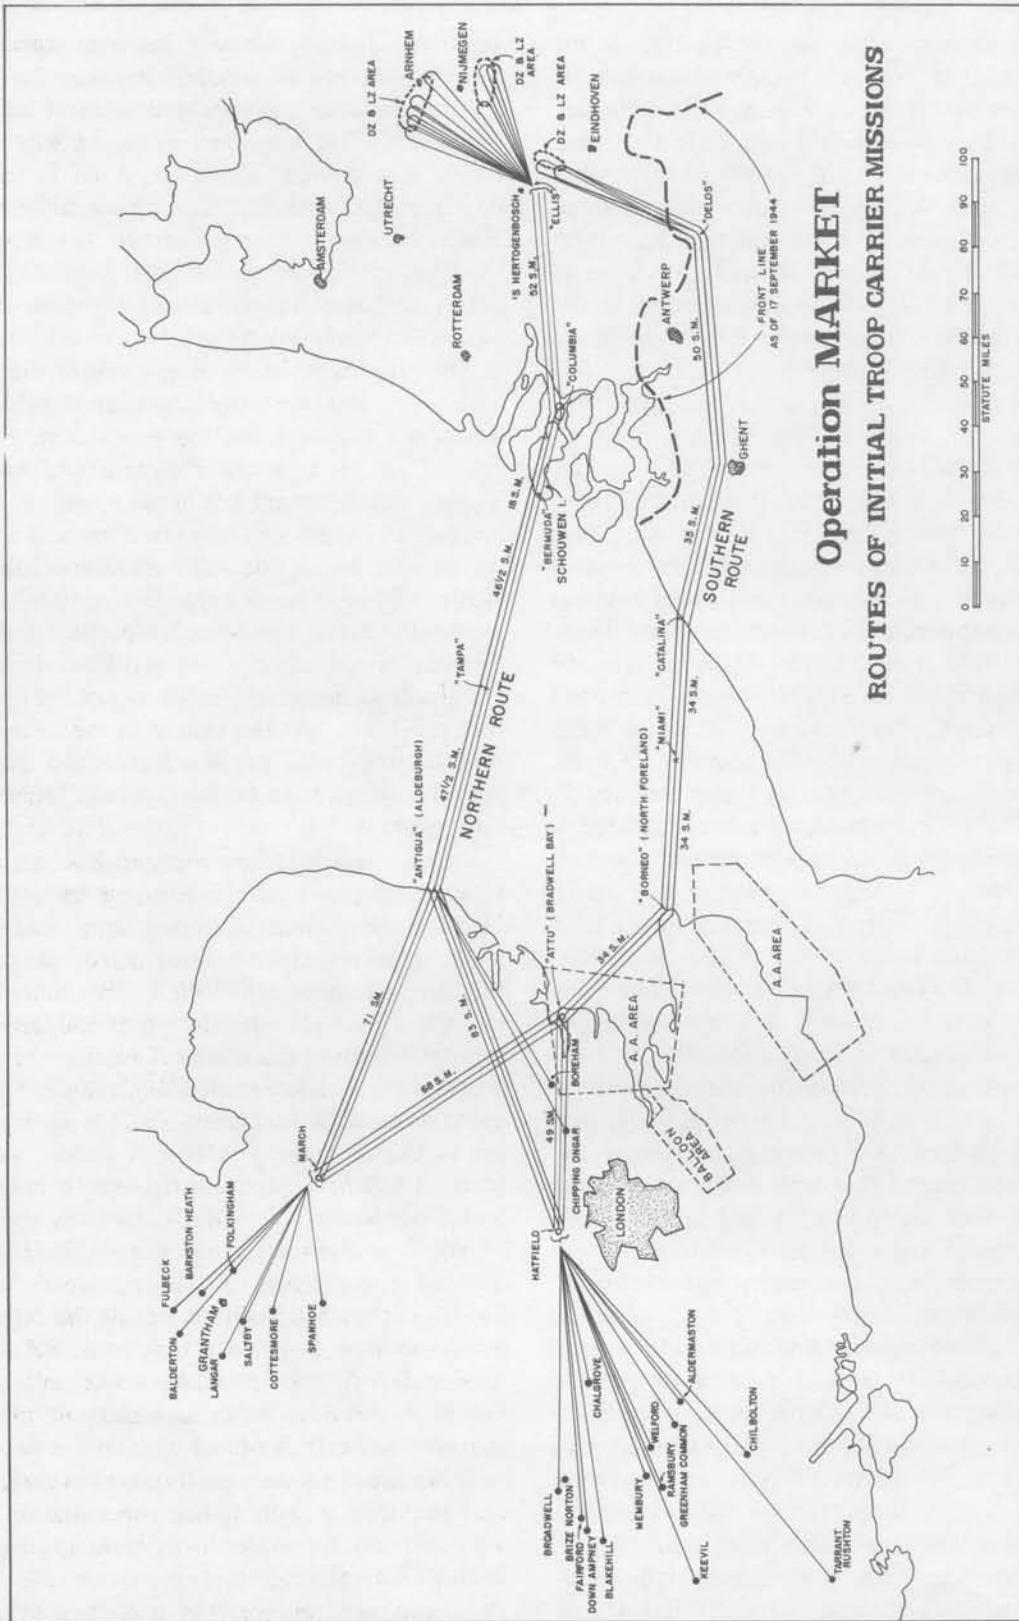 Operation MARKET
ROUTES OF INITIAL TROOP CARRIER MISSIONS
0 10 20 30 40 50 60 70 80 90 100
STATUTE MILES
FULBECK
BARKSTON HEATH
FOLKINGHAM
BALDERTON
GRANTHAM
LANGAR
SALTBY
COTTESMORE
SPANHOE
MARCH
71 SM.
68 S.M.
63 S.M.
"ANTIGUA" (ALDEBURGH)
47 1/2 S.M.
NORTHERN ROUTE
"TAMPA"
46 1/2 S.M.
18 S.M.
"BERMUDA"
SCHOUWEN I.
"COLUMBIA"
52 S.M.
'S HERTOGENBOSCH
"ELLIS"
ROTTERDAM
AMSTERDAM
UTRECHT
DZ & LZ AREA
ARNHEM
NIJMEGEN
DZ & LZ
AREA
DZ & LZ AREA
EINDHOVEN
BROADWELL
BRIZE NORTON
FAIRFORD
DOWN AMPNEY
BLAKEHILL
CHALGROVE
MEMBURY
WELFORD
RAMSBURY
GREENHAM COMMON
ALDERMASTON
KEEVIL
CHILBOLTON
TARRANT
RUSHTON
HATFIELD
LONDON
CHIPPING ONGAR
49 SM.
BOREHAM
"ATTU" (BRADWELL BAY)
A.A. AREA
BALLOON
AREA
34 S.M.
"BORNEO" (NORTH FORELAND)
A.A. AREA
34 S.M.
"MIAMI"
34 S.M.
"CATALINA"
SOUTHERN
ROUTE
35 S.M.
GHENT
50 S.M.
ANTWERP
"DELOS"
FRONT LINE
AS OF 17 SEPTEMBER 1944